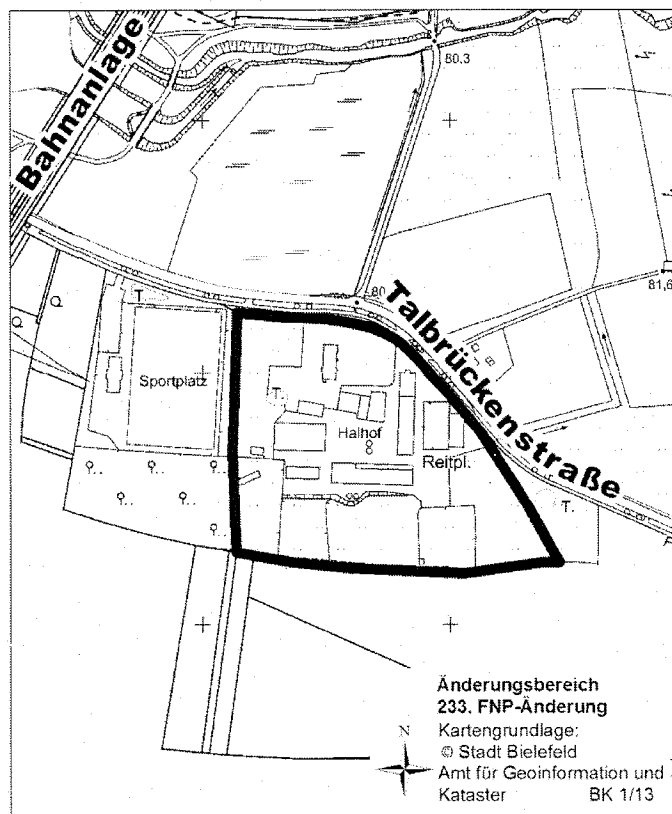 Bahnanlage
80.3
81,6
80
Talbrückenstraße
T.
Sportplatz
T.
Halhof
8
Reitpl.
T.
Änderungsbereich
233. FNP-Änderung
N
Kartengrundlage:
© Stadt Bielefeld
Amt für Geoinformation und
Kataster BK 1/13